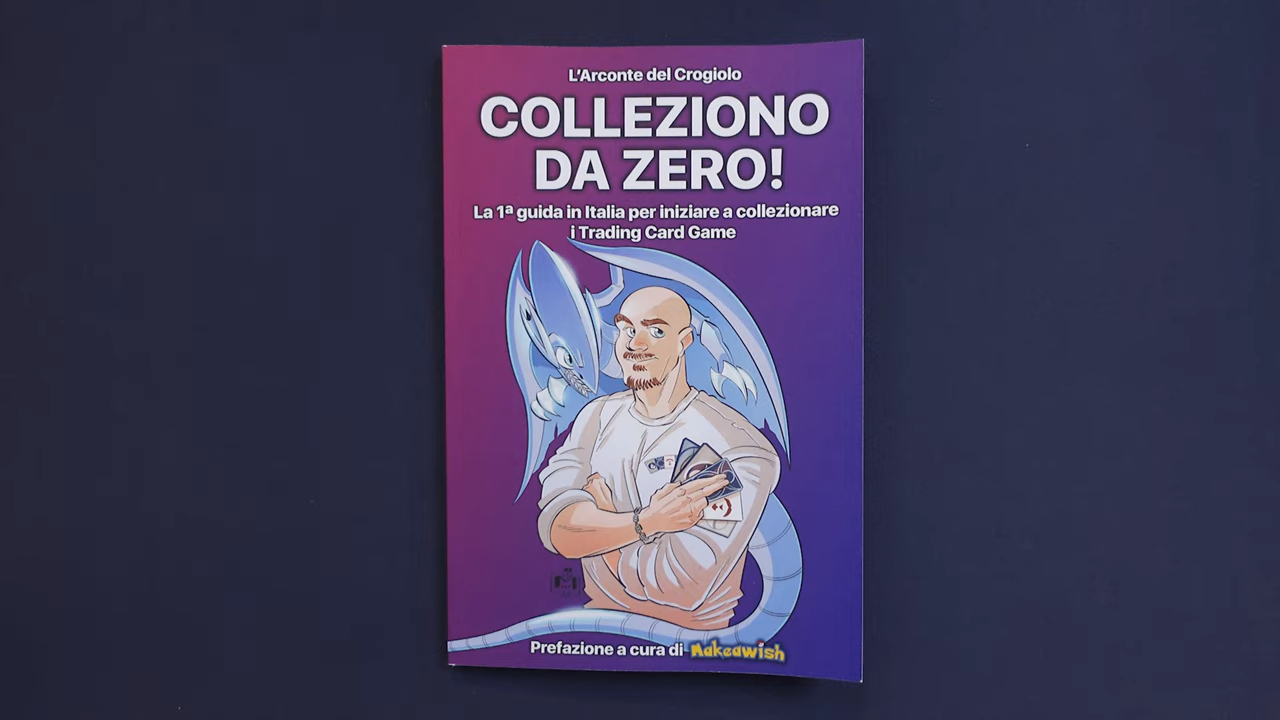 L'Arconte del Crogiolo
COLLEZIONO
DA ZERO!
La 1ª guida in Italia per iniziare a collezionare
i Trading Card Game
Prefazione a cura di Makeawish